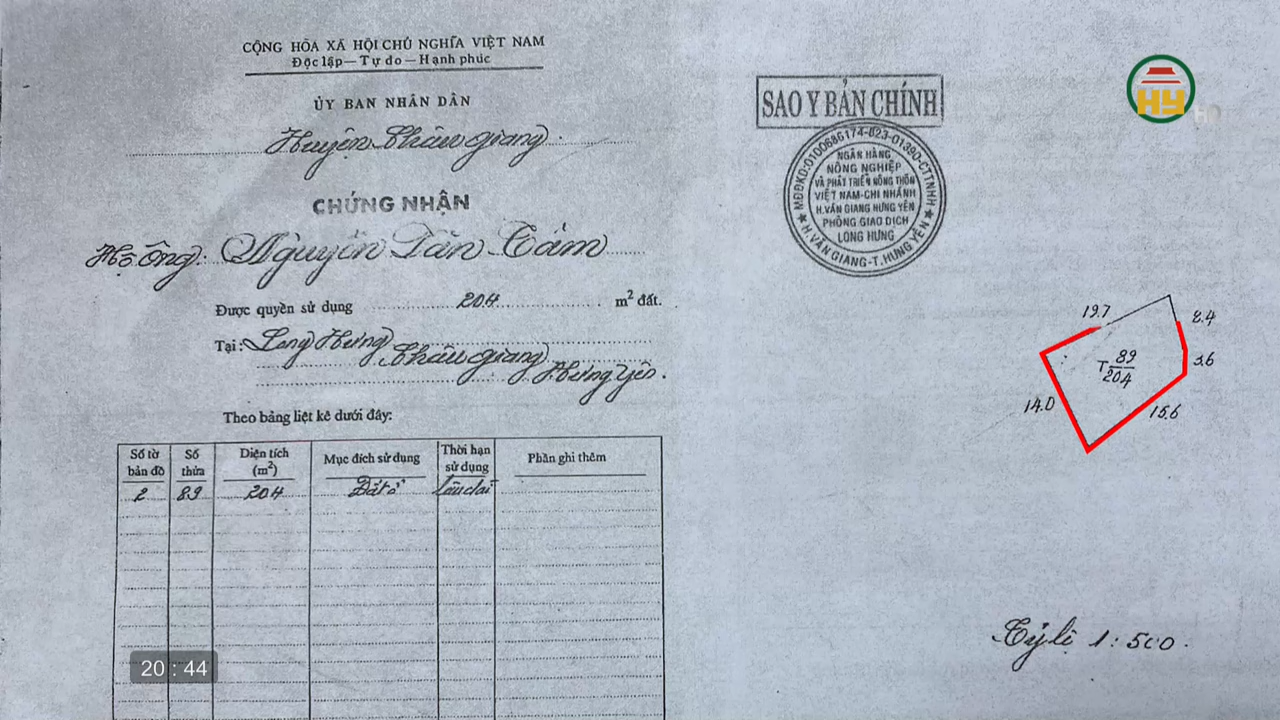 CỘNG HÒA XÃ HỘI CHỦ NGHĨA VIỆT NAM
Độc lập — Tự do — Hạnh phúc
ỦY BAN NHÂN DÂN
Huyện Châu Giang
CHỨNG NHẬN
Hộ ông: Nguyễn Văn Cảm
Được quyền sử dụng 204 m² đất.
Tại: Long Hưng Châu Giang Hưng Yên.
Theo bảng liệt kê dưới đây:
Số tờ bản đồ Số thửa Diện tích (m²) Mục đích sử dụng Thời hạn sử dụng Phần ghi thêm
2 89 204 Đất ở Lâu dài
20:44
SAO Y BẢN CHÍNH
MĐĐKD:0100686174-823-01390-CTTNHH
NGÂN HÀNG
NÔNG NGHIỆP
VÀ PHÁT TRIỂN NÔNG THÔN
VIỆT NAM-CHI NHÁNH
H.VĂN GIANG HƯNG YÊN
PHÒNG GIAO DỊCH
LONG HƯNG
★ H.VĂN GIANG-T.HƯNG YÊN ★
HY
19.7
8.4
3.6
T 89
204
14.0
15.6
Tỷ lệ 1:500.